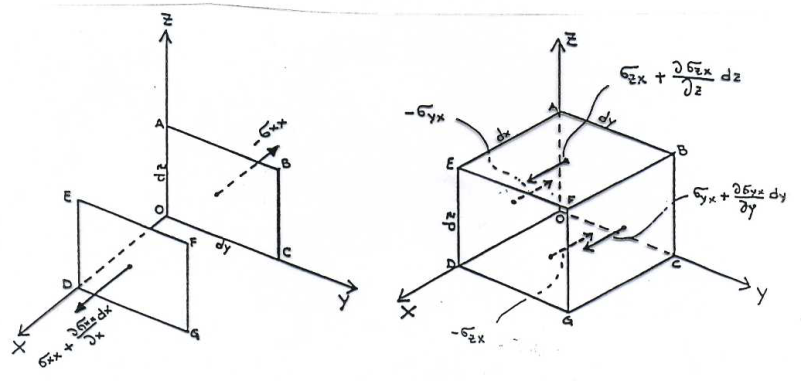 Z
A
σxx
B
dz
E
O
F
dy
C
D
Y
G
X
σxx + ∂σxx/∂x dx
Z
σzx + ∂σzx/∂z dz
-σyx
A
dx
dy
E
B
F
σyx + ∂σyx/∂y dy
O
dz
D
C
X
Y
G
-σzx